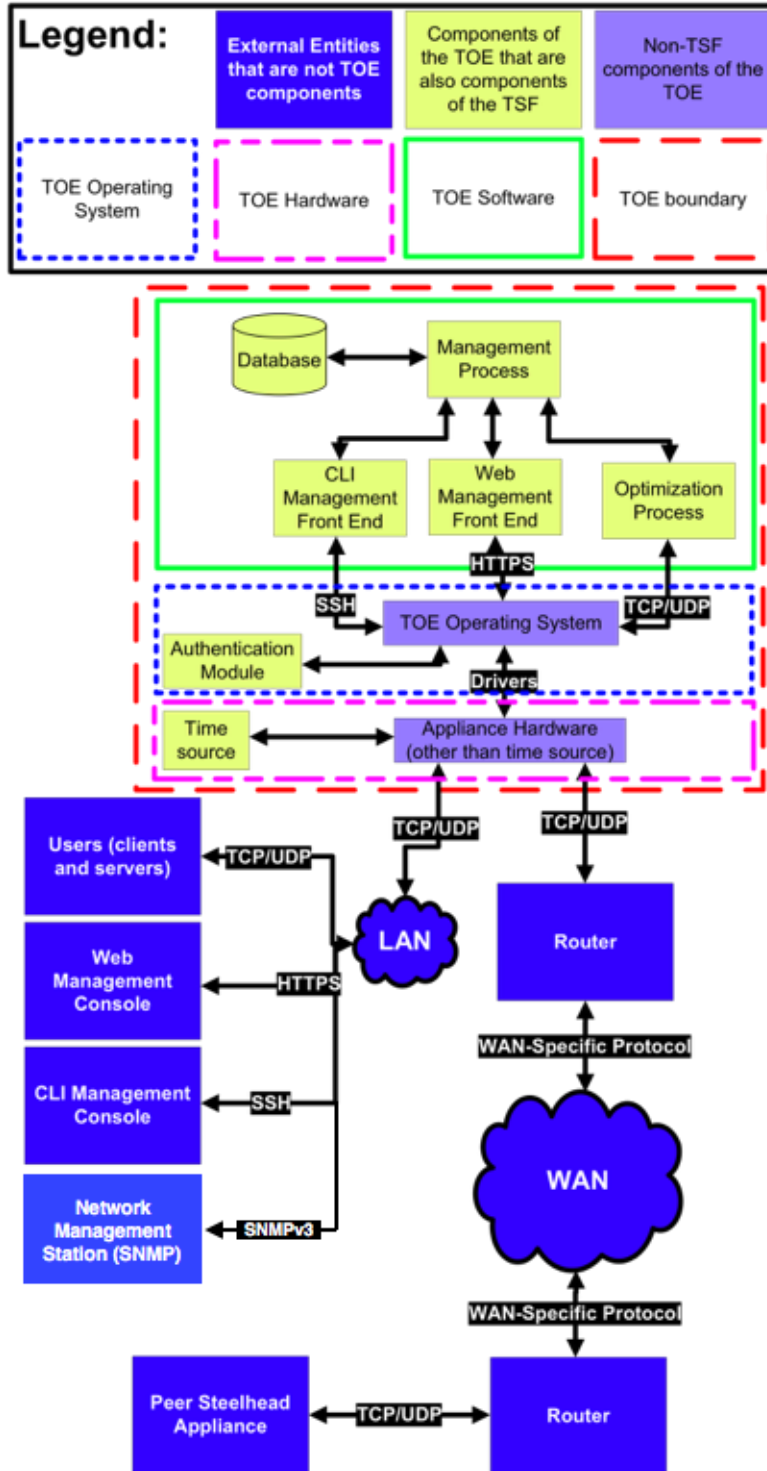 Legend:
External Entities
that are not TOE
components
Components of
the TOE that are
also components
of the TSF
Non-TSF
components of the
TOE
TOE Operating
System
TOE Hardware
TOE Software
TOE boundary
Database
Management
Process
CLI
Management
Front End
Web
Management
Front End
Optimization
Process
SSH
HTTPS
TCP/UDP
TOE Operating System
Authentication
Module
Drivers
Time
source
Appliance Hardware
(other than time source)
TCP/UDP
TCP/UDP
Users (clients
and servers)
TCP/UDP
LAN
Router
Web
Management
Console
HTTPS
WAN-Specific Protocol
CLI Management
Console
SSH
WAN
Network
Management
Station (SNMP)
SNMPv3
WAN-Specific Protocol
Peer Steelhead
Appliance
TCP/UDP
Router